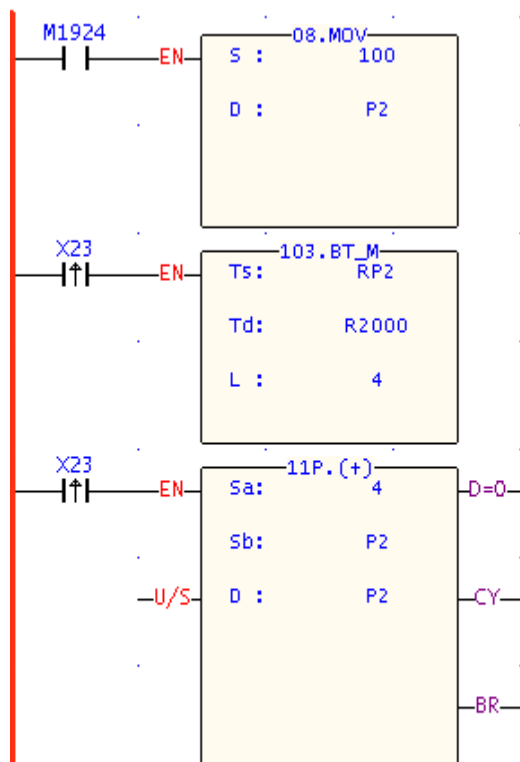 M1924
08.MOV
EN S : 100
D : P2
X23
103.BT_M
EN Ts: RP2
Td: R2000
L : 4
X23
11P.(+)
EN Sa: 4 D=0
Sb: P2
U/S D : P2 CY
BR